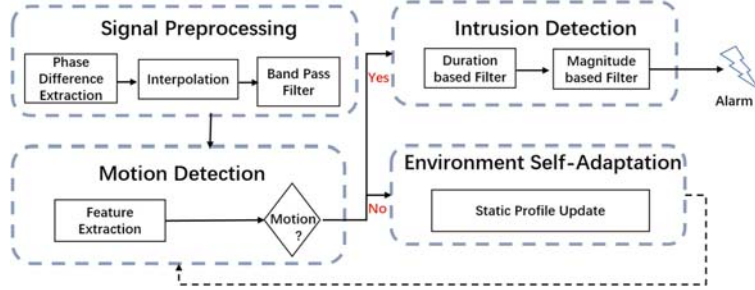 Signal Preprocessing
Phase
Difference
Extraction
Interpolation
Band Pass
Filter
Intrusion Detection
Duration
based Filter
Magnitude
based Filter
Alarm
Yes
Motion Detection
Feature
Extraction
Motion
?
No
Environment Self-Adaptation
Static Profile Update